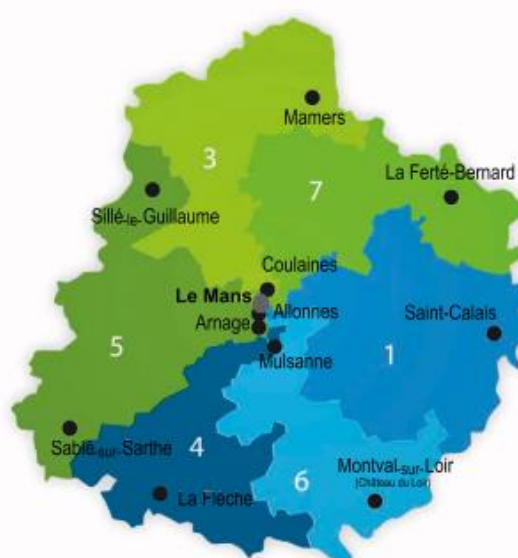 Mamers
3
La Ferté-Bernard
7
Sillé-le-Guillaume
Coulaines
Le Mans
Allonnes
Arnage
Saint-Calais
5
Mulsanne
1
Sablé-sur-Sarthe
4
Montval-sur-Loir
(Château du Loir)
6
La Flèche